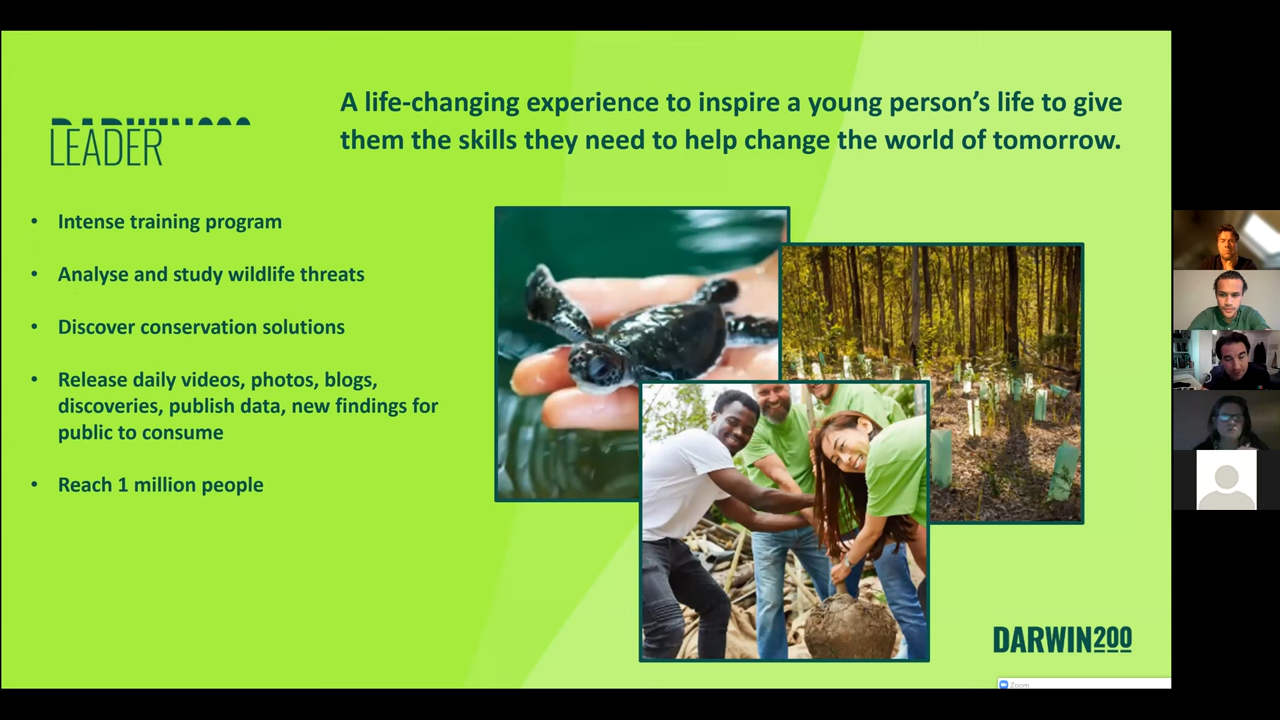 A life-changing experience to inspire a young person’s life to give
them the skills they need to help change the world of tomorrow.
DARWIN200
LEADER
• Intense training program
• Analyse and study wildlife threats
• Discover conservation solutions
• Release daily videos, photos, blogs,
discoveries, publish data, new findings for
public to consume
• Reach 1 million people
DARWIN200
Zoom